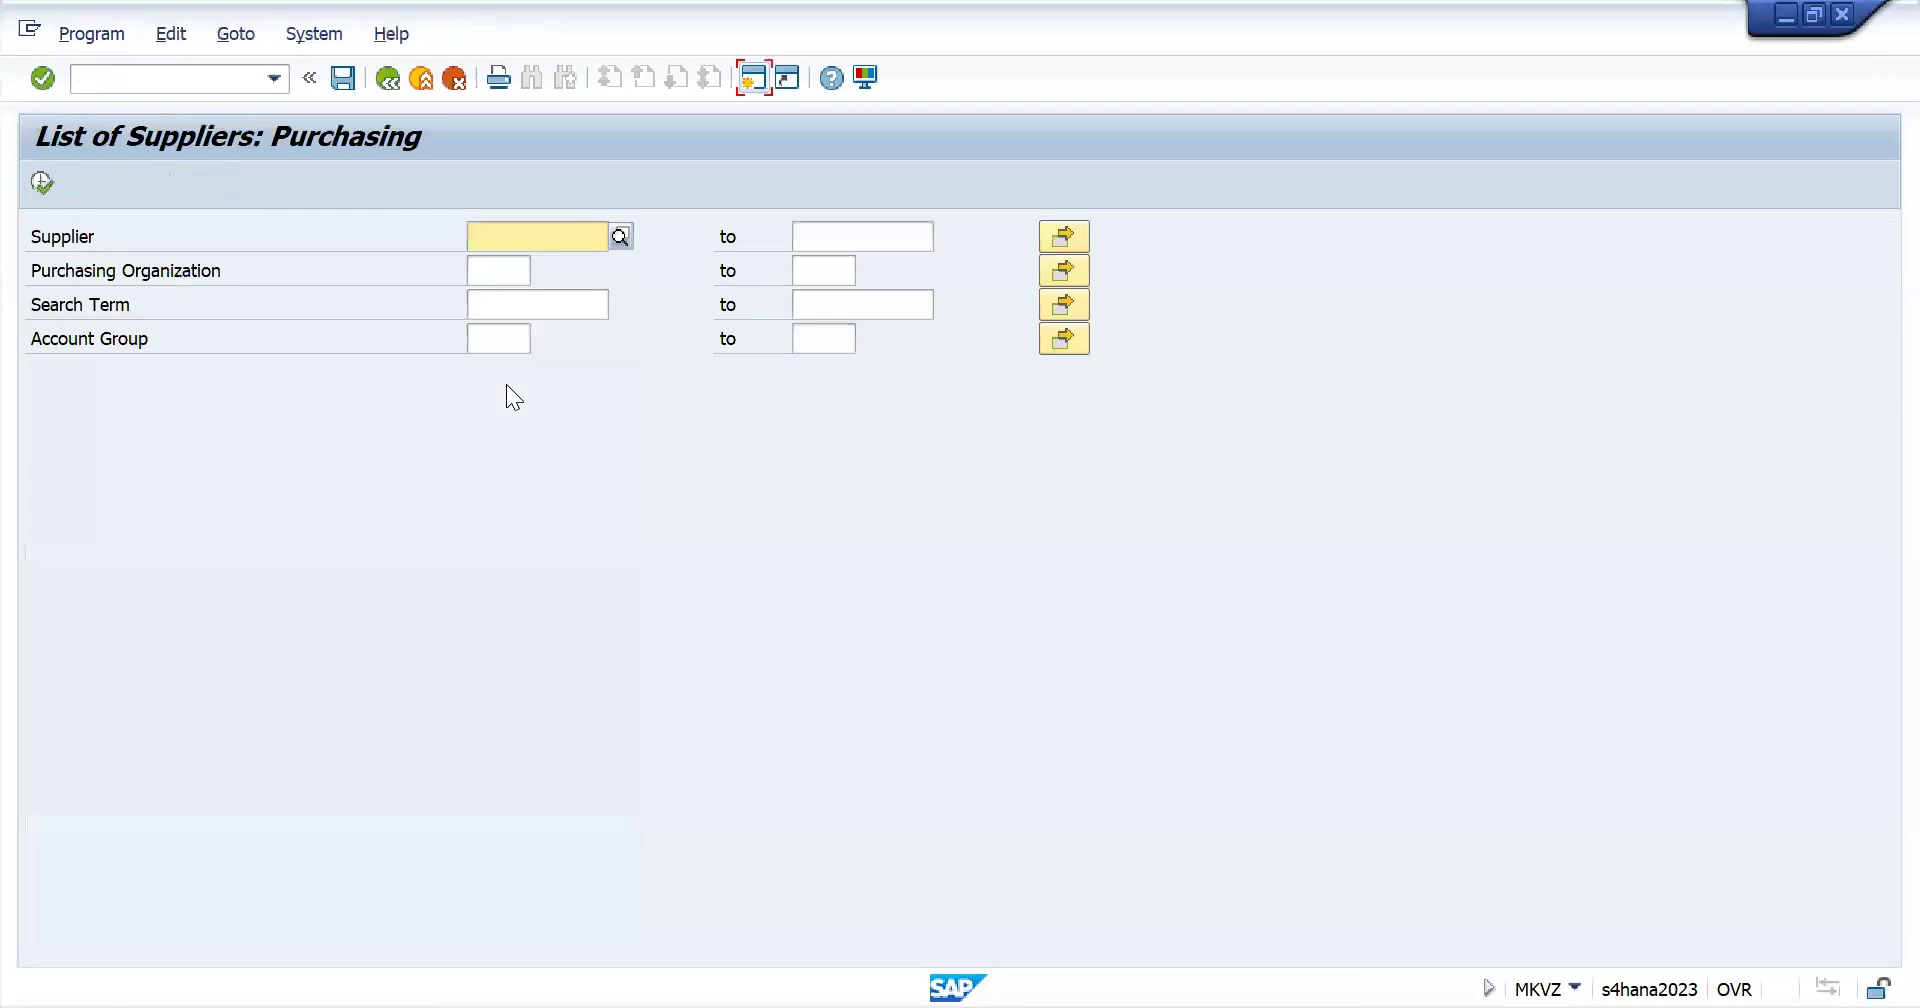 Program Edit Goto System Help
List of Suppliers: Purchasing
Supplier to
Purchasing Organization to
Search Term to
Account Group to
SAP MKVZ s4hana2023 OVR